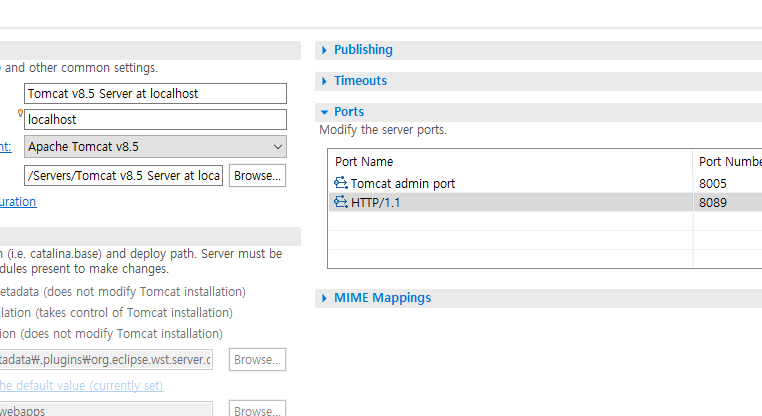 and other common settings.
Tomcat v8.5 Server at localhost
localhost
nt:
Apache Tomcat v8.5
/Servers/Tomcat v8.5 Server at loca
Browse...
uration
n (i.e. catalina.base) and deploy path. Server must be
dules present to make changes.
etadata (does not modify Tomcat installation)
llation (takes control of Tomcat installation)
ion (does not modify Tomcat installation)
tadata₩.plugins₩org.eclipse.wst.server.c
Browse...
he default value (currently set)
webapps
Browse...
Publishing
Timeouts
Ports
Modify the server ports.
Port Name
Port Numbe
Tomcat admin port
8005
HTTP/1.1
8089
MIME Mappings